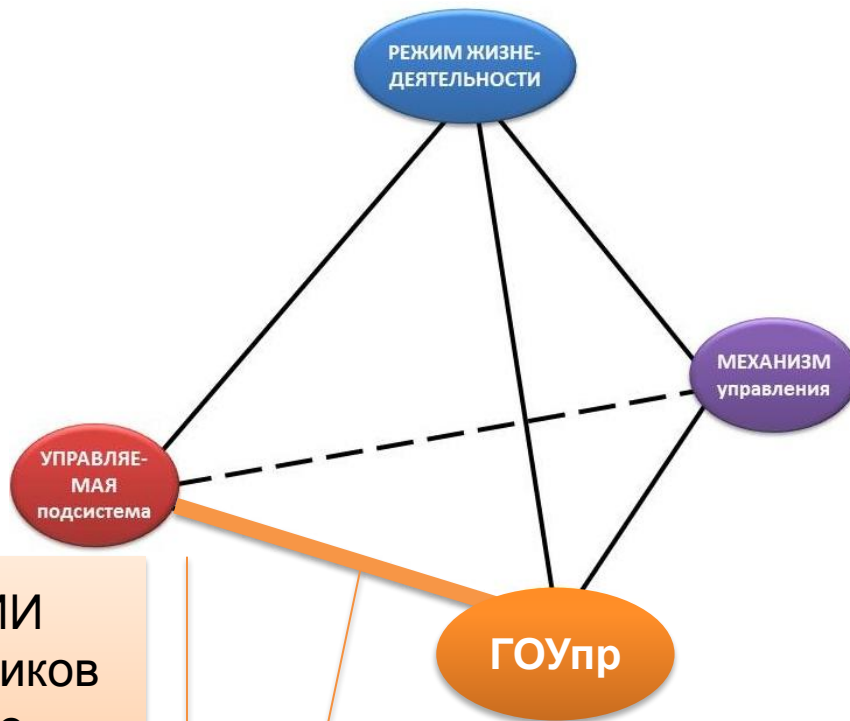 РЕЖИМ ЖИЗНЕ-
ДЕЯТЕЛЬНОСТИ
МЕХАНИЗМ
управления
УПРАВЛЯЕ-
МАЯ
подсистема
ГОУпр